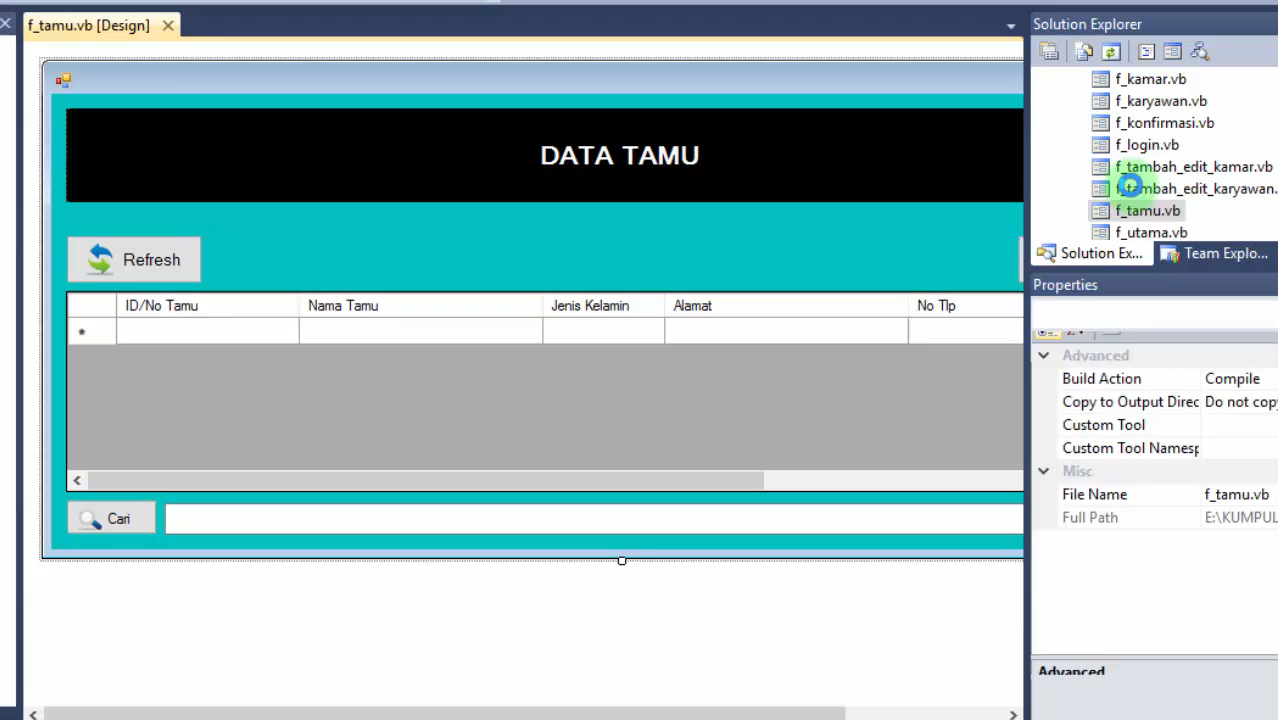 f_tamu.vb [Design]
DATA TAMU
Refresh
ID/No Tamu Nama Tamu Jenis Kelamin Alamat No Tlp
*
Cari
Solution Explorer
f_kamar.vb
f_karyawan.vb
f_konfirmasi.vb
f_login.vb
f_tambah_edit_kamar.vb
f_tambah_edit_karyawan.
f_tamu.vb
f_utama.vb
Solution Ex... Team Explo...
Properties
Advanced
Build Action Compile
Copy to Output Direc Do not copy
Custom Tool
Custom Tool Namesp
Misc
File Name f_tamu.vb
Full Path E:\KUMPUL
Advanced